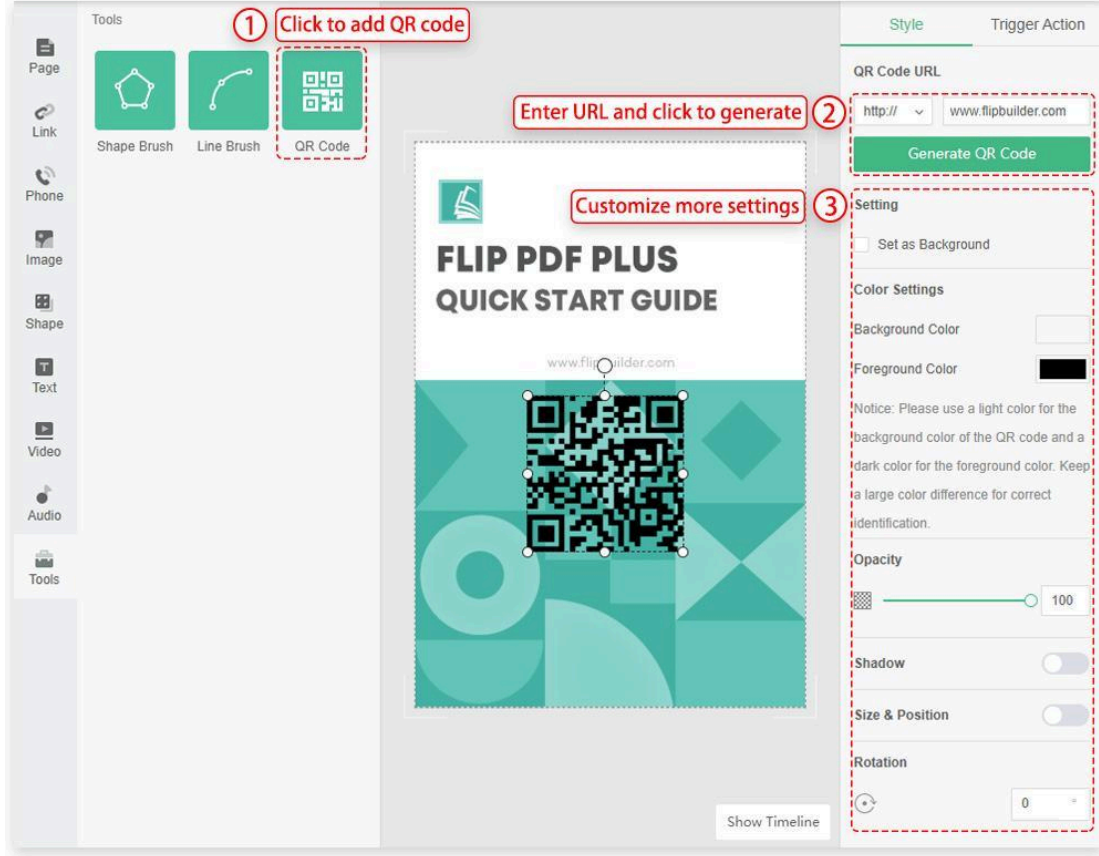 Page
Link
Phone
Image
Shape
Text
Video
Audio
Tools
Tools
1 Click to add QR code
Shape Brush
Line Brush
QR Code
Enter URL and click to generate 2
Customize more settings 3
FLIP PDF PLUS
QUICK START GUIDE
www.flipbuilder.com
Show Timeline
Style
Trigger Action
QR Code URL
http://
www.flipbuilder.com
Generate QR Code
Setting
Set as Background
Color Settings
Background Color
Foreground Color
Notice: Please use a light color for the
background color of the QR code and a
dark color for the foreground color. Keep
a large color difference for correct
identification.
Opacity
100
Shadow
Size & Position
Rotation
0 °